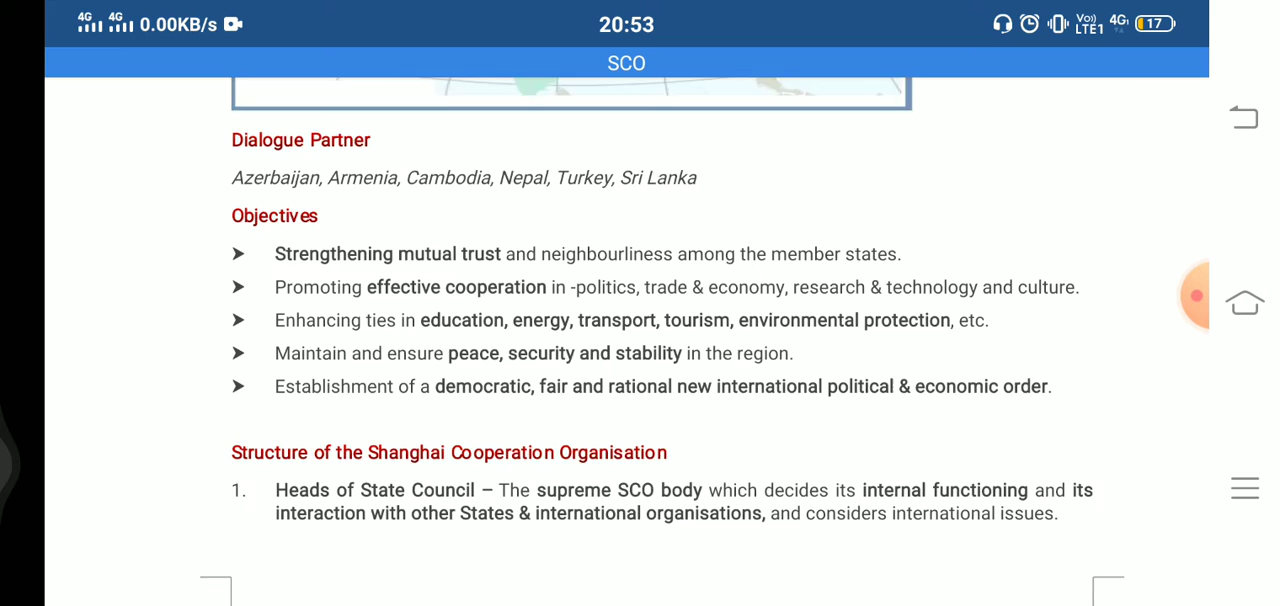 4G 4G 0.00KB/s 20:53 Vo)) LTE1 4G 17
SCO
Dialogue Partner
Azerbaijan, Armenia, Cambodia, Nepal, Turkey, Sri Lanka
Objectives
➤ Strengthening mutual trust and neighbourliness among the member states.
➤ Promoting effective cooperation in -politics, trade & economy, research & technology and culture.
➤ Enhancing ties in education, energy, transport, tourism, environmental protection, etc.
➤ Maintain and ensure peace, security and stability in the region.
➤ Establishment of a democratic, fair and rational new international political & economic order.
Structure of the Shanghai Cooperation Organisation
1. Heads of State Council – The supreme SCO body which decides its internal functioning and its
interaction with other States & international organisations, and considers international issues.